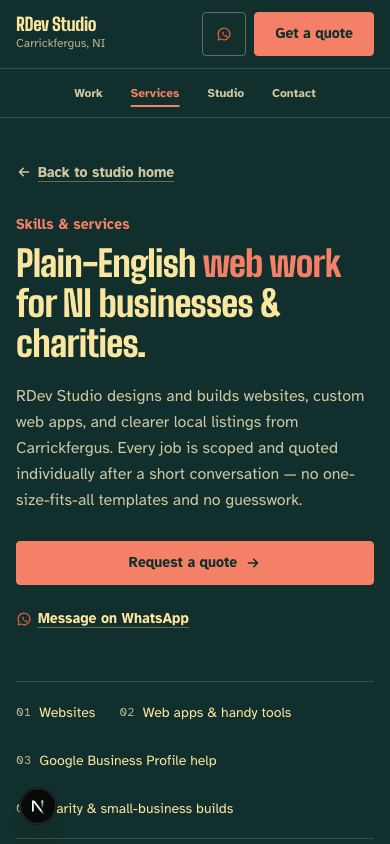 RDev Studio
Carrickfergus, NI
Get a quote
Work Services Studio Contact
← Back to studio home
Skills & services
Plain-English web work
for NI businesses &
charities.
RDev Studio designs and builds websites, custom
web apps, and clearer local listings from
Carrickfergus. Every job is scoped and quoted
individually after a short conversation — no one-
size-fits-all templates and no guesswork.
Request a quote →
Message on WhatsApp
01 Websites 02 Web apps & handy tools
03 Google Business Profile help
N arity & small-business builds